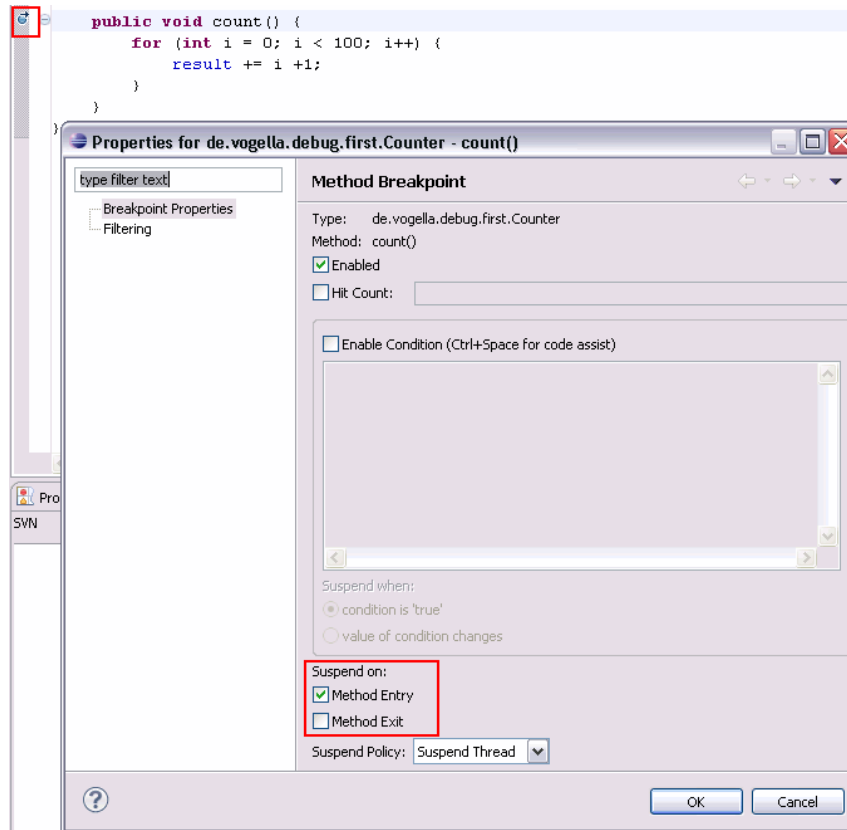 public void count() {
for (int i = 0; i < 100; i++) {
result += i +1;
}
}
}
Properties for de.vogella.debug.first.Counter - count()
type filter text
Breakpoint Properties
Filtering
Method Breakpoint
Type: de.vogella.debug.first.Counter
Method: count()
Enabled
Hit Count:
Enable Condition (Ctrl+Space for code assist)
Suspend when:
condition is 'true'
value of condition changes
Suspend on:
Method Entry
Method Exit
Suspend Policy: Suspend Thread
Pro
SVN
?
OK
Cancel